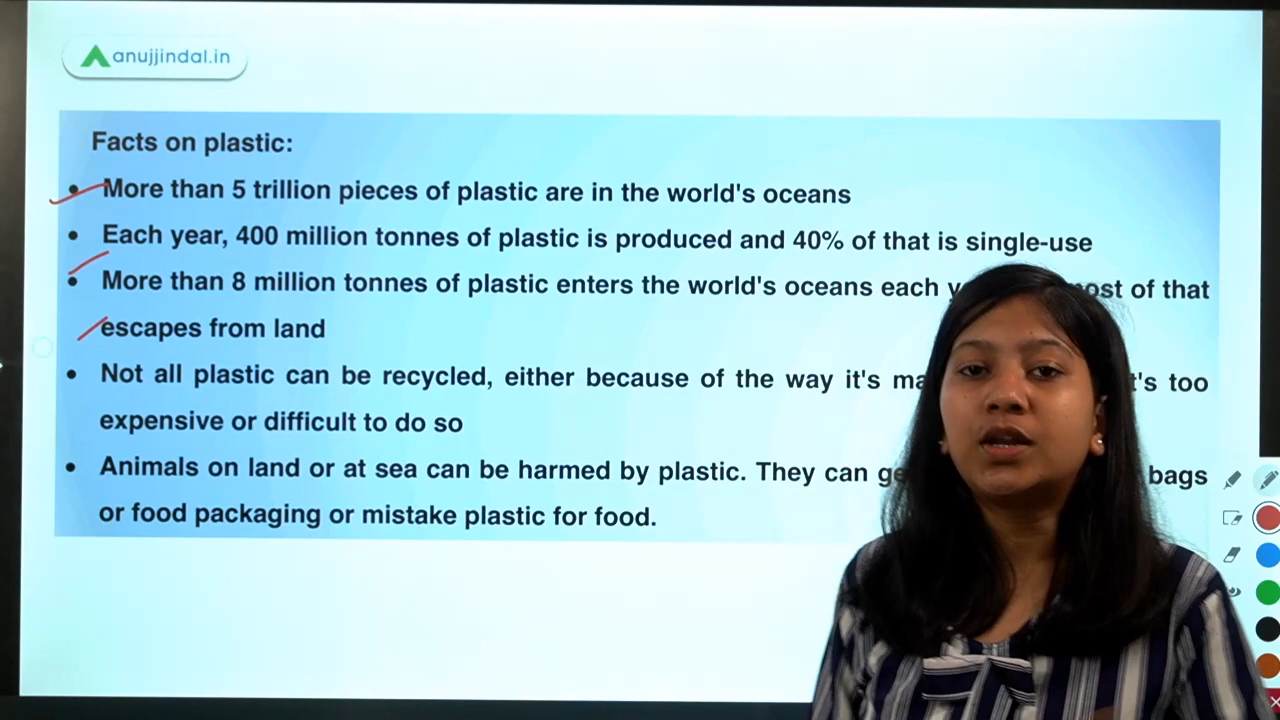 anujjindal.in
Facts on plastic:
• More than 5 trillion pieces of plastic are in the world's oceans
• Each year, 400 million tonnes of plastic is produced and 40% of that is single-use
• More than 8 million tonnes of plastic enters the world's oceans each of that
escapes from land
• Not all plastic can be recycled, either because of the way it's too
expensive or difficult to do so
• Animals on land or at sea can be harmed by plastic. They can bags
or food packaging or mistake plastic for food.